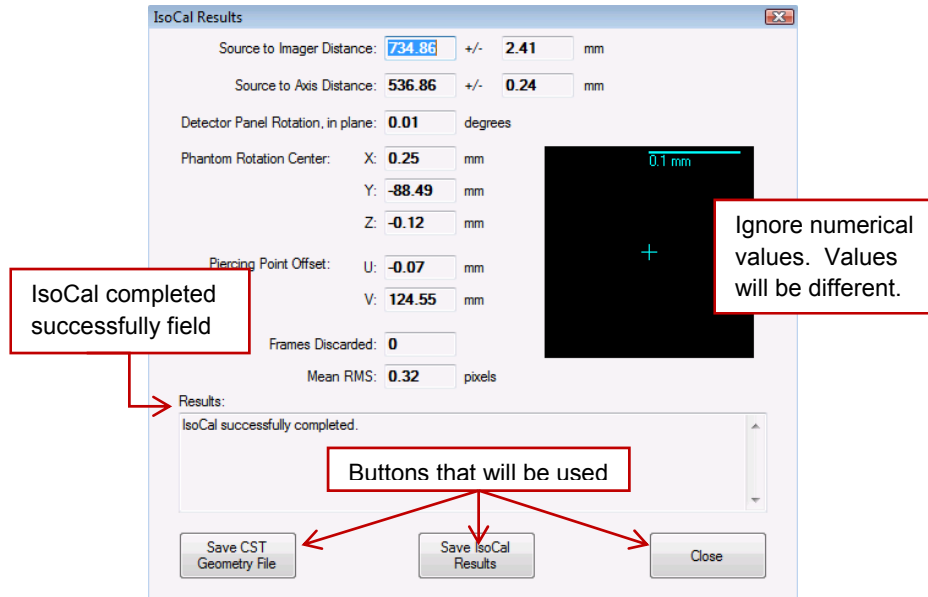 IsoCal Results
Source to Imager Distance: 734.86 +/- 2.41 mm
Source to Axis Distance: 536.86 +/- 0.24 mm
Detector Panel Rotation, in plane: 0.01 degrees
Phantom Rotation Center: X: 0.25 mm
0.1 mm
Y: -88.49 mm
Z: -0.12 mm
Ignore numerical
values. Values
will be different.
Piercing Point Offset: U: -0.07 mm
V: 124.55 mm
IsoCal completed
successfully field
Frames Discarded: 0
Mean RMS: 0.32 pixels
Results:
IsoCal successfully completed.
Buttons that will be used
Save CST
Geometry File
Save IsoCal
Results
Close